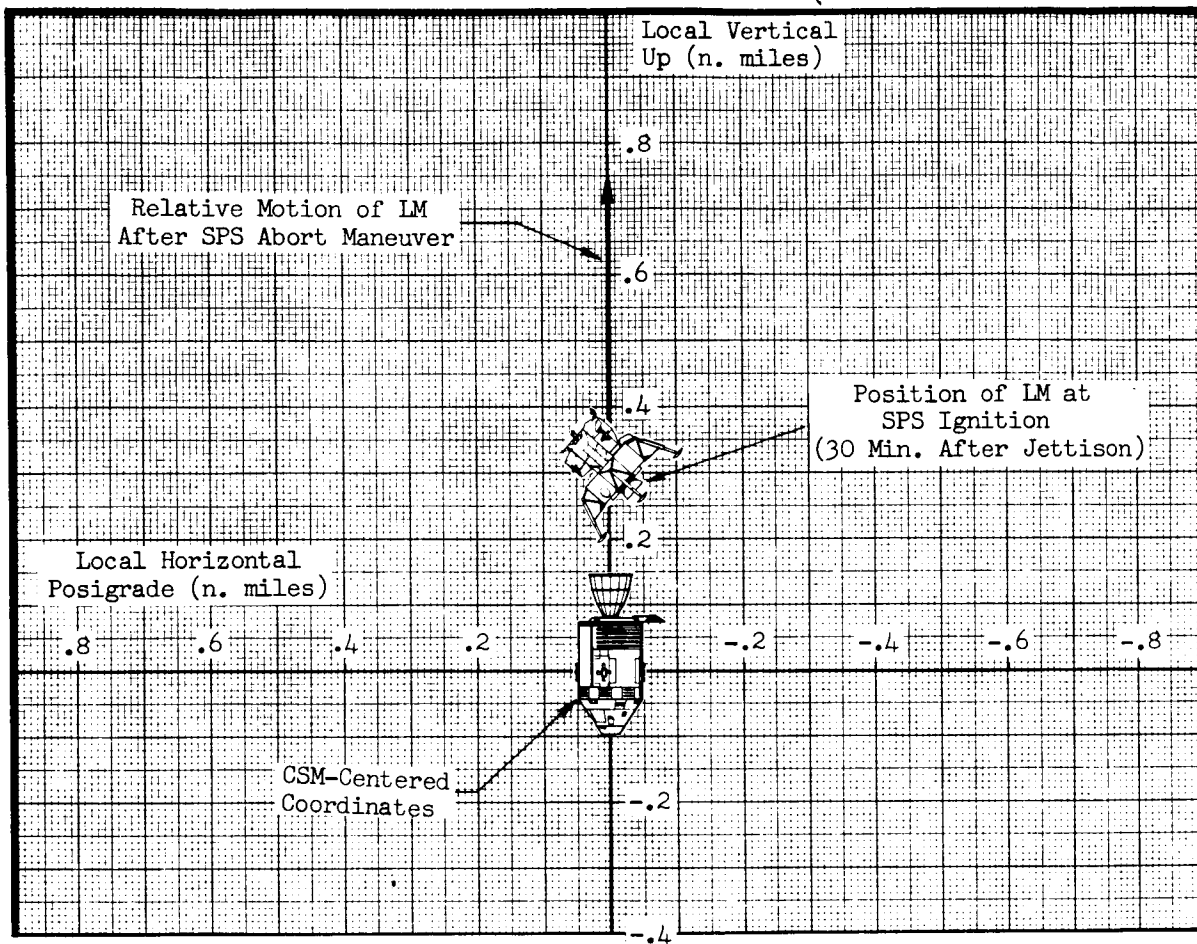 Local Vertical
Up (n. miles)
.8
Relative Motion of LM
After SPS Abort Maneuver
.6
.4
Position of LM at
SPS Ignition
(30 Min. After Jettison)
.2
Local Horizontal
Posigrade (n. miles)
.8 .6 .4 .2 -.2 -.4 -.6 -.8
CSM-Centered
Coordinates
-.2
-.4